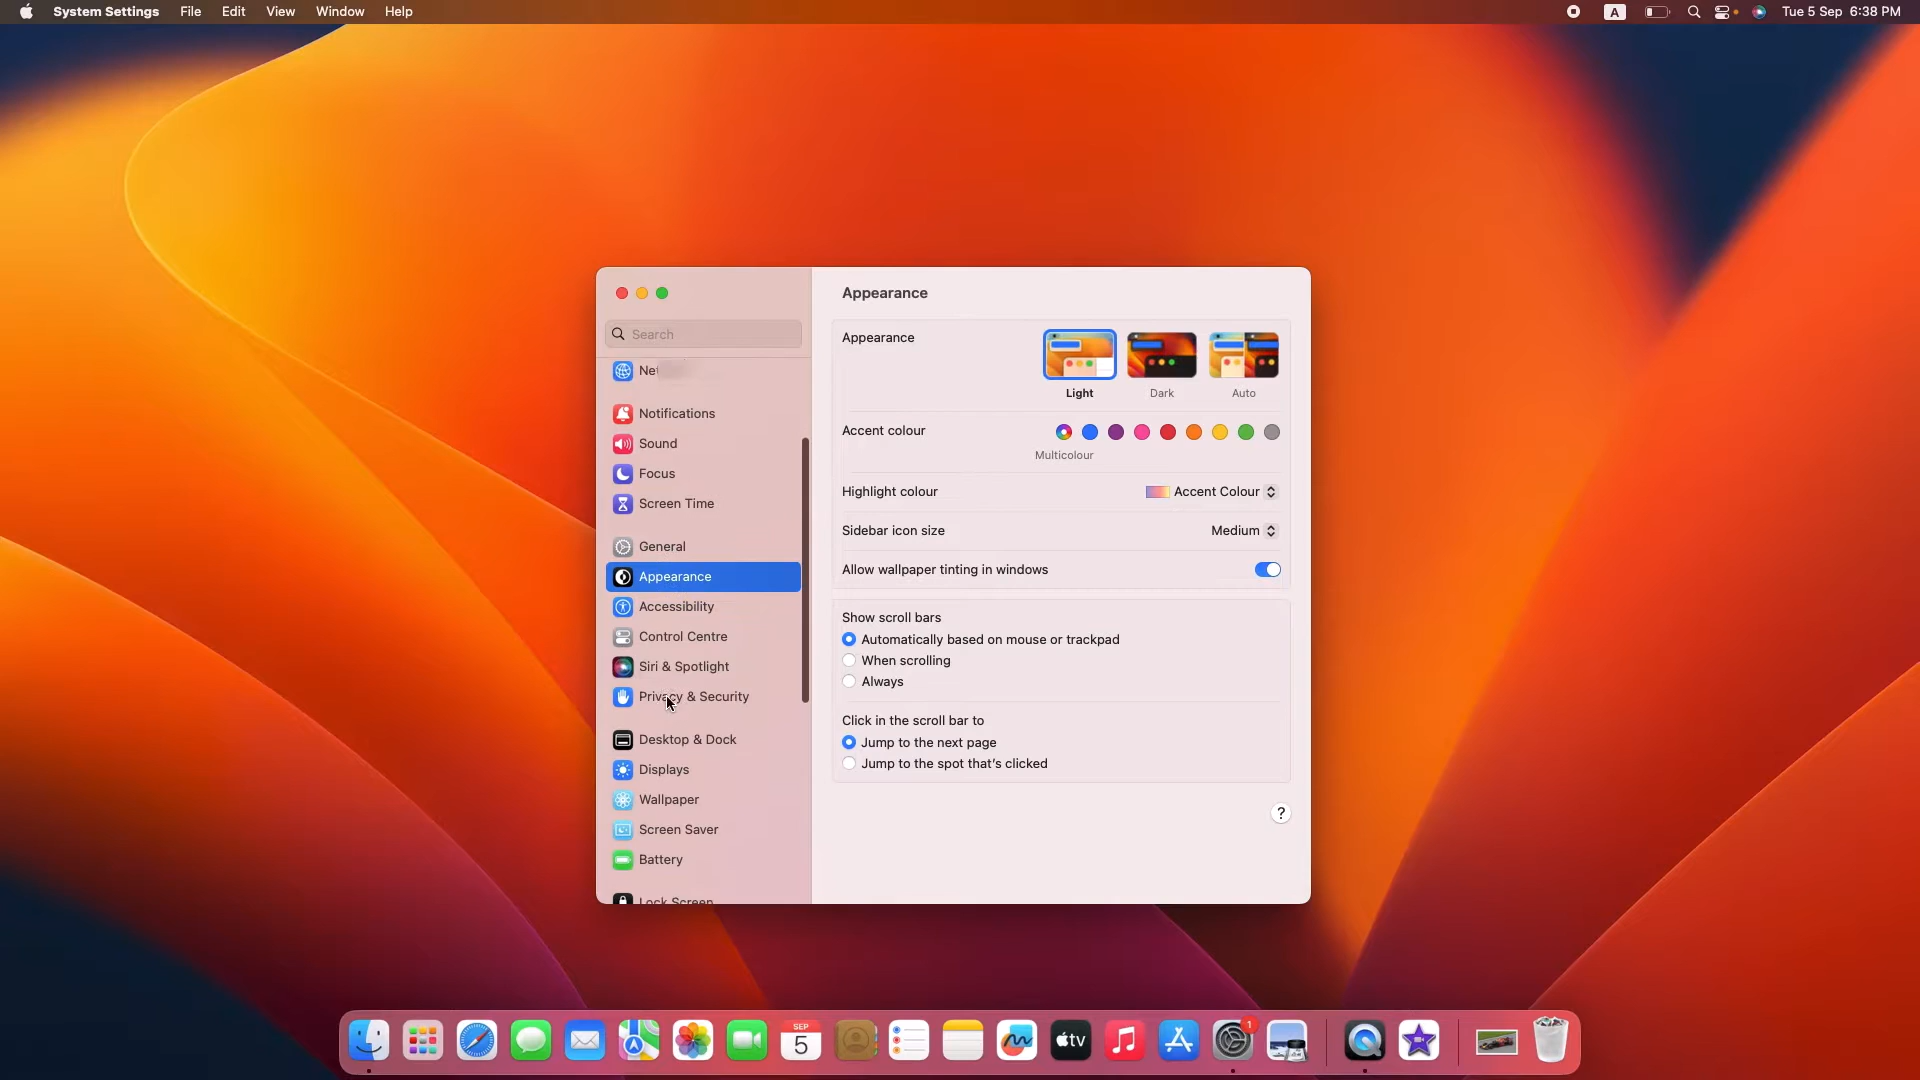 System Settings File Edit View Window Help A Tue 5 Sep 6:38 PM
Appearance
Search
Appearance
Light Dark Auto
Accent colour
Multicolour
Highlight colour Accent Colour
Sidebar icon size Medium
Allow wallpaper tinting in windows
Show scroll bars
Automatically based on mouse or trackpad
When scrolling
Always
Click in the scroll bar to
Jump to the next page
Jump to the spot that's clicked
?
Notifications
Sound
Focus
Screen Time
General
Appearance
Accessibility
Control Centre
Siri & Spotlight
Privacy & Security
Desktop & Dock
Displays
Wallpaper
Screen Saver
Battery
Lock Screen
SEP
5
tv
1